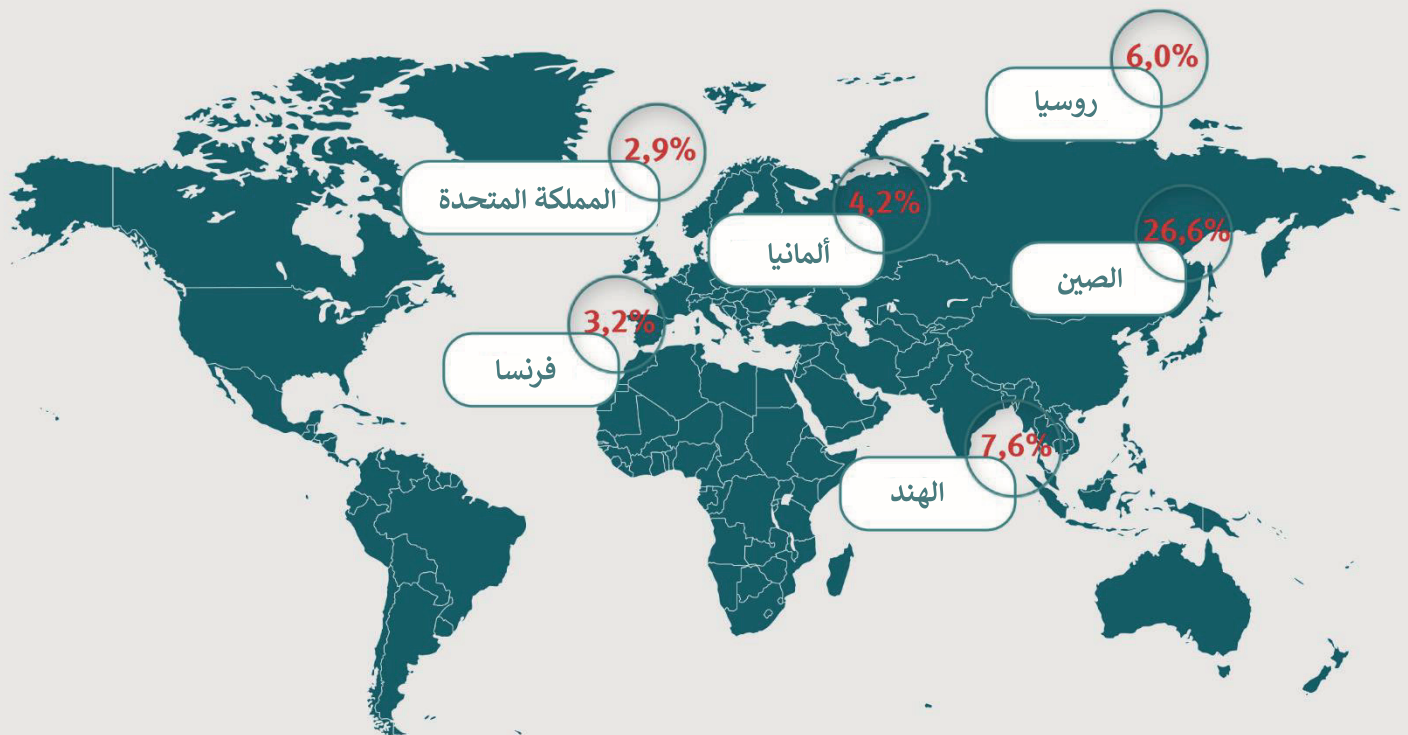 6,0%
روسيا
2,9%
المملكة المتحدة
4,2%
ألمانيا
26,6%
الصين
3,2%
فرنسا
7,6%
الهند